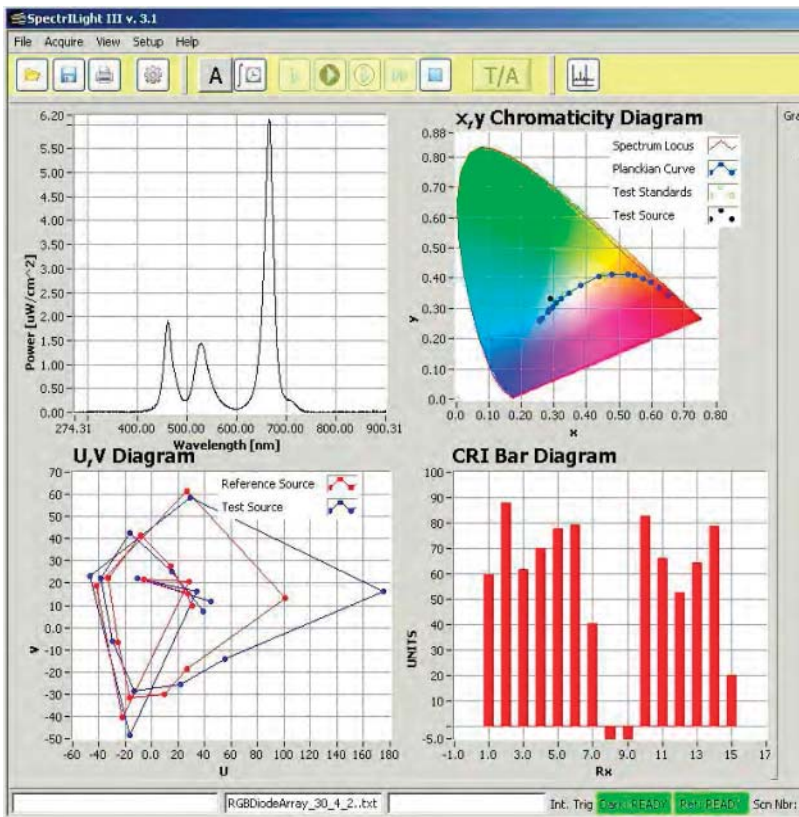 SpectrILight III v. 3.1
File Acquire View Setup Help
A T/A
x,y Chromaticity Diagram
Gra
6.20
5.50
5.00
4.50
4.00
3.50
3.00
2.50
2.00
1.50
1.00
0.50
0.00
Power [uW/cm^2]
274.31 400.00 500.00 600.00 700.00 800.00 900.31
Wavelength [nm]
0.88
0.80
0.70
0.60
0.50
0.40
0.30
0.20
0.10
0.0
y
0.0 0.10 0.20 0.30 0.40 0.50 0.60 0.70 0.80
x
Spectrum Locus
Planckian Curve
Test Standards
Test Source
U,V Diagram
Reference Source
Test Source
70
60
50
40
30
20
10
0.0
-10
-20
-30
-40
-50
v
-60 -40 -20 0.0 20 40 60 80 100 120 140 160 180
U
CRI Bar Diagram
100
90
80
70
60
50
40
30
20
10
-5.0
UNITS
-1.0 1.0 3.0 5.0 7.0 9.0 11 13 15 17
Rx
RGBDiodeArray_30_4_2..txt Int. Trig Dark READY Ref READY Scn Nbr: